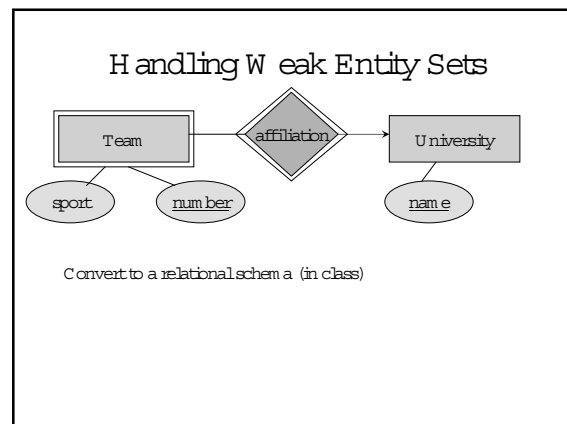 Handling Weak Entity Sets
Team
affiliation
University
sport
number
name
Convert to a relational schema (in class)